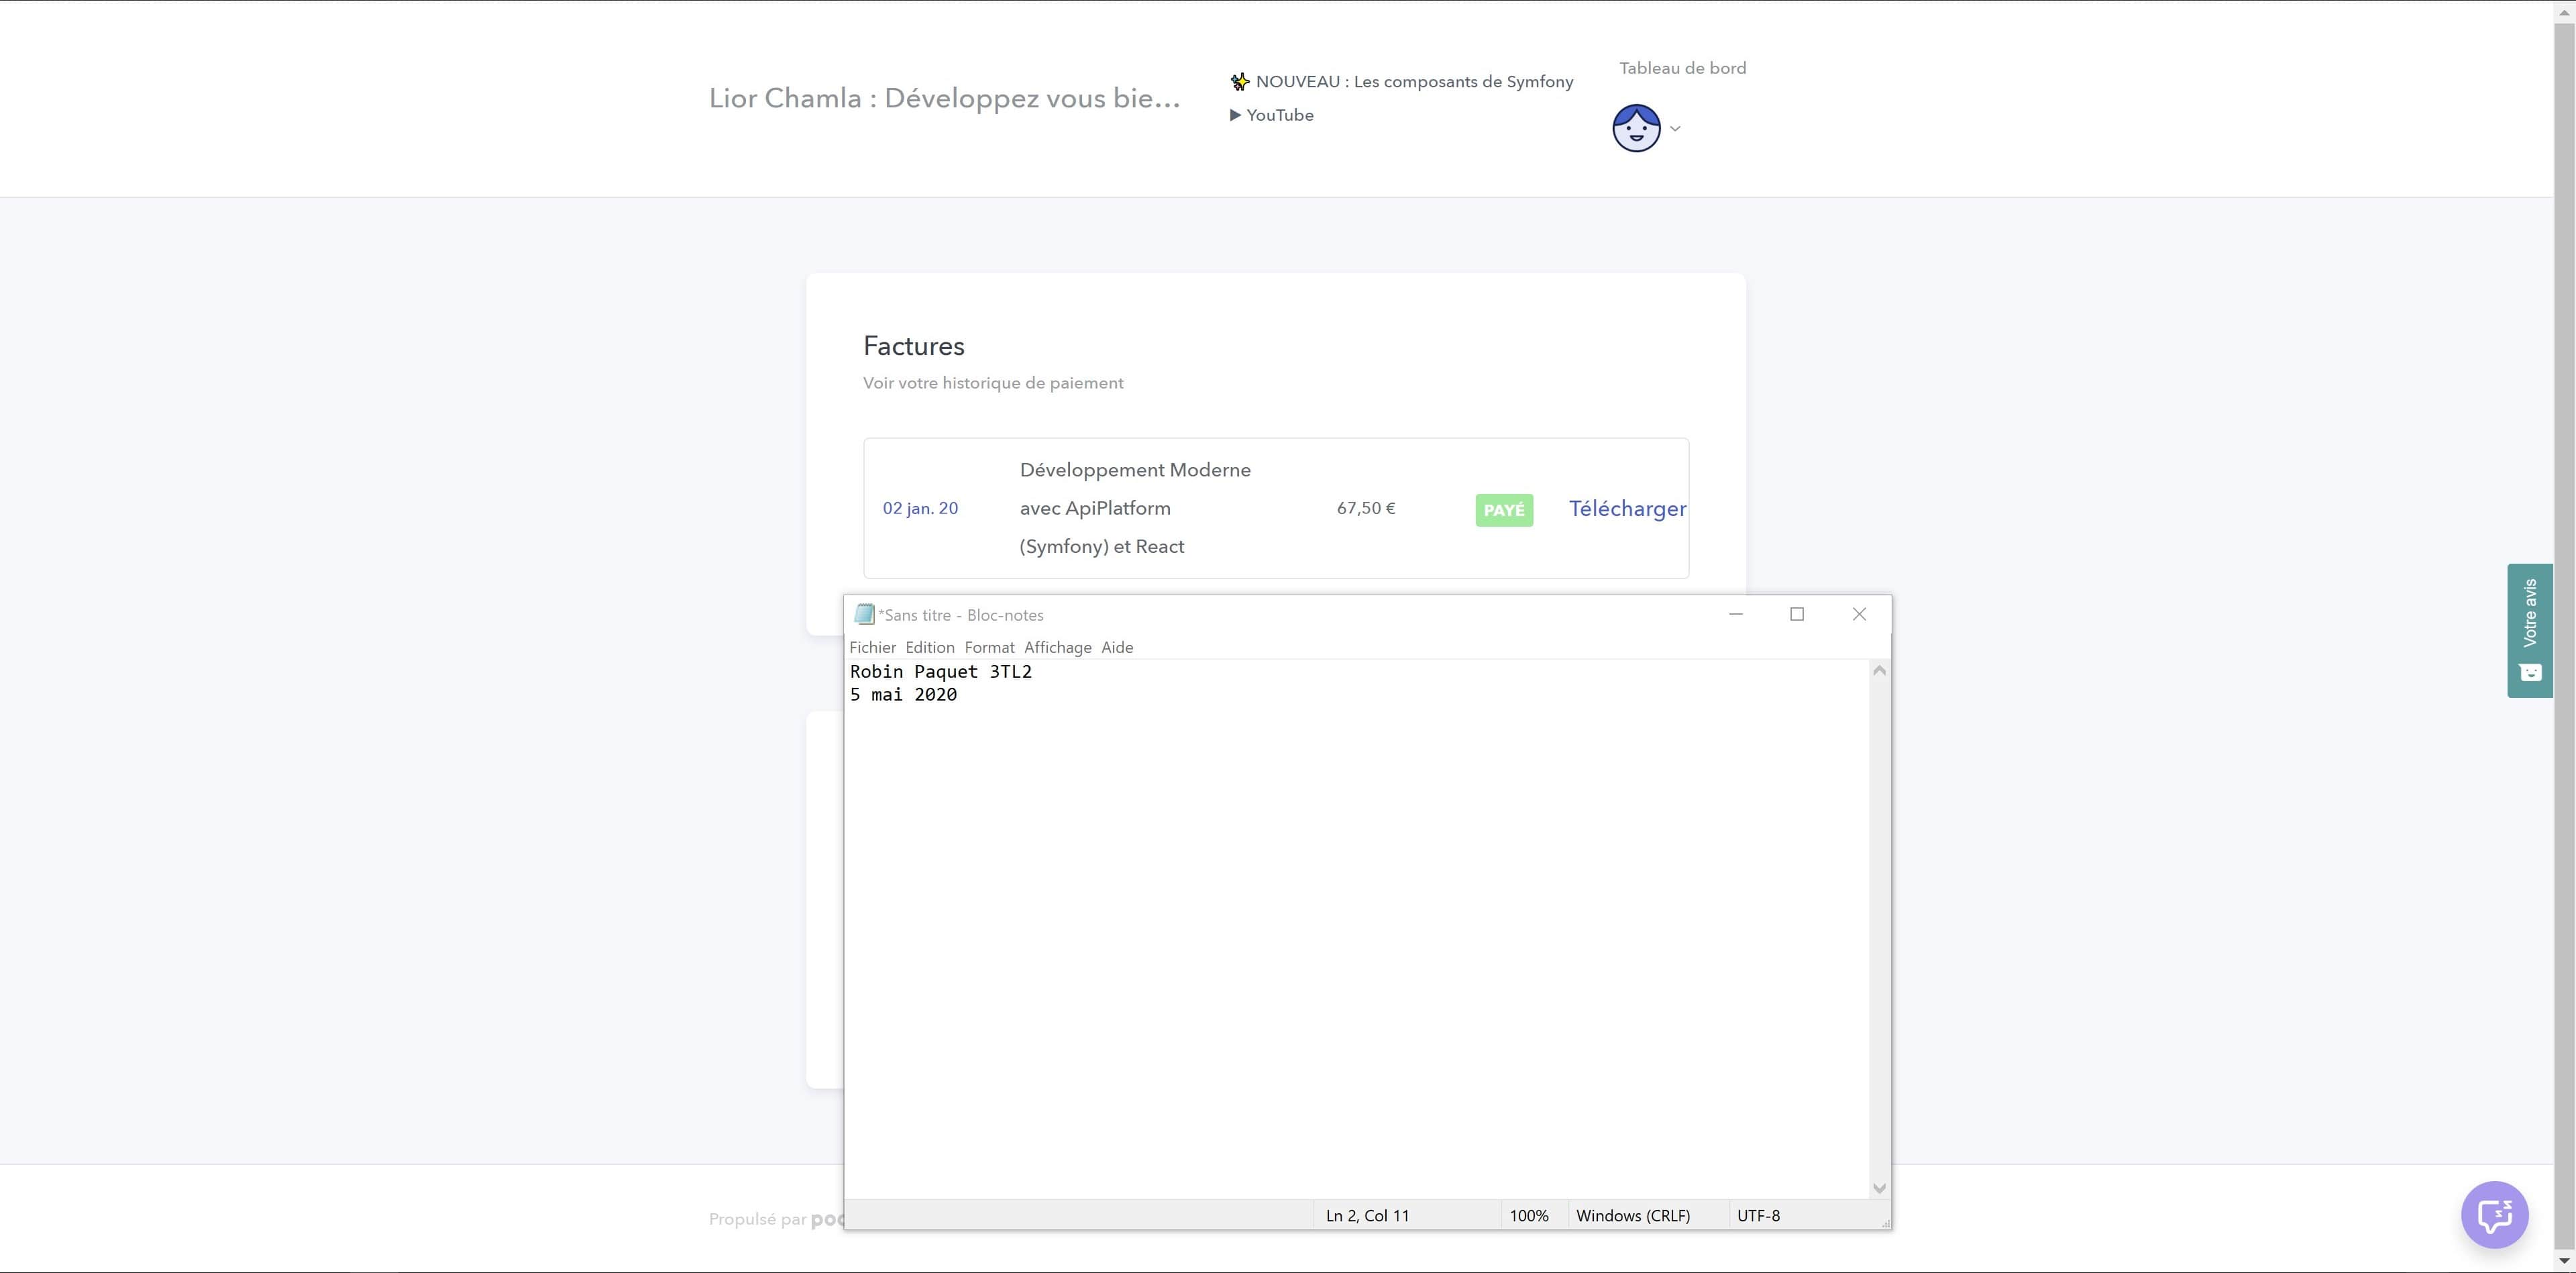 Lior Chamla : Développez vous bie...
✨ NOUVEAU : Les composants de Symfony
▶ YouTube
Tableau de bord
Factures
Voir votre historique de paiement
02 jan. 20
Développement Moderne
avec ApiPlatform
(Symfony) et React
67,50 €
PAYÉ
Télécharger
Votre avis
*Sans titre - Bloc-notes
Fichier Edition Format Affichage Aide
Robin Paquet 3TL2
5 mai 2020
Ln 2, Col 11
100%
Windows (CRLF)
UTF-8
Propulsé par